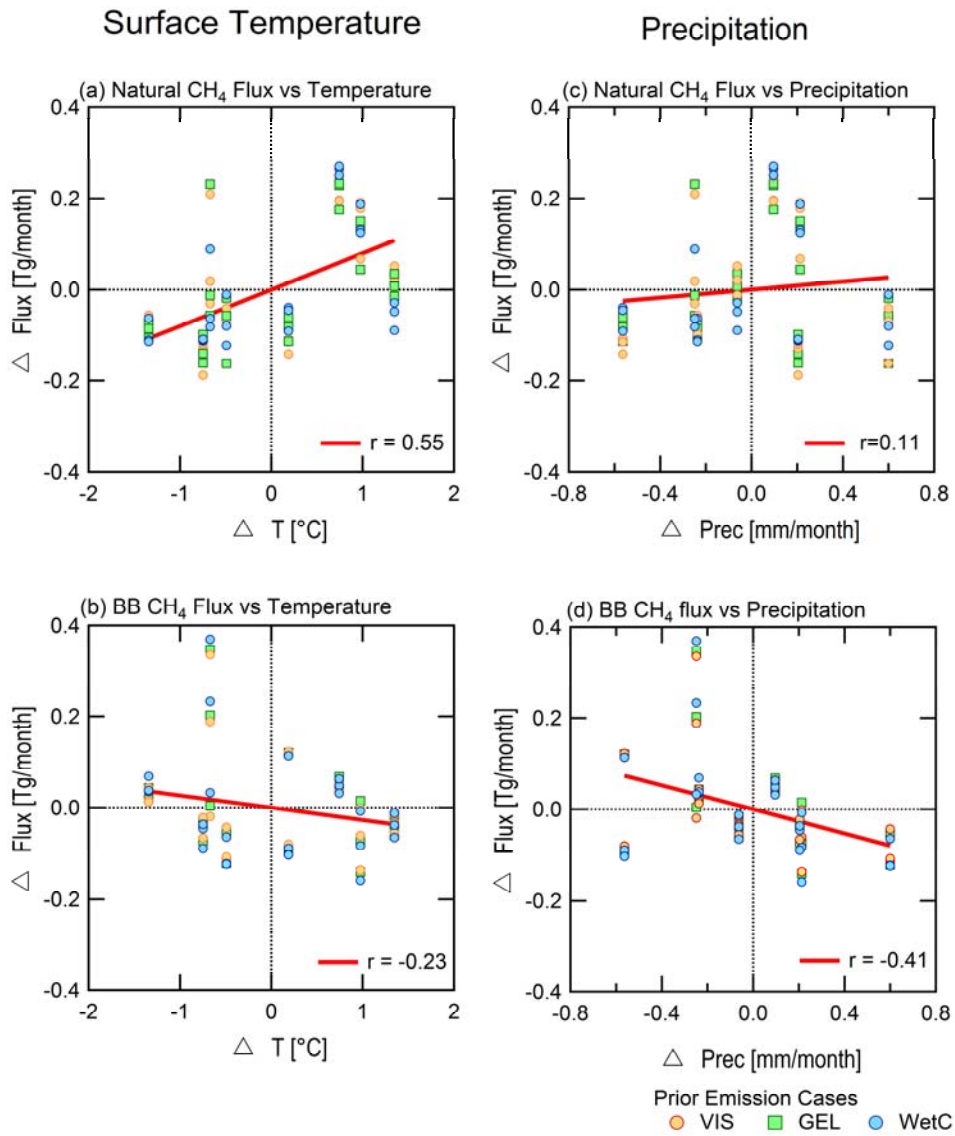 Surface Temperature
Precipitation
(a) Natural CH₄ Flux vs Temperature
0.4
0.2
0.0
-0.2
-0.4
△ Flux [Tg/month]
r = 0.55
-2 -1 0 1 2
△ T [°C]
(c) Natural CH₄ Flux vs Precipitation
0.4
0.2
0.0
-0.2
-0.4
△ Flux [Tg/month]
r=0.11
-0.8 -0.4 0.0 0.4 0.8
△ Prec [mm/month]
(b) BB CH₄ Flux vs Temperature
0.4
0.2
0.0
-0.2
-0.4
△ Flux [Tg/month]
r = -0.23
-2 -1 0 1 2
△ T [°C]
(d) BB CH₄ flux vs Precipitation
0.4
0.2
0.0
-0.2
-0.4
△ Flux [Tg/month]
r = -0.41
-0.8 -0.4 0.0 0.4 0.8
△ Prec [mm/month]
Prior Emission Cases
VIS GEL WetC